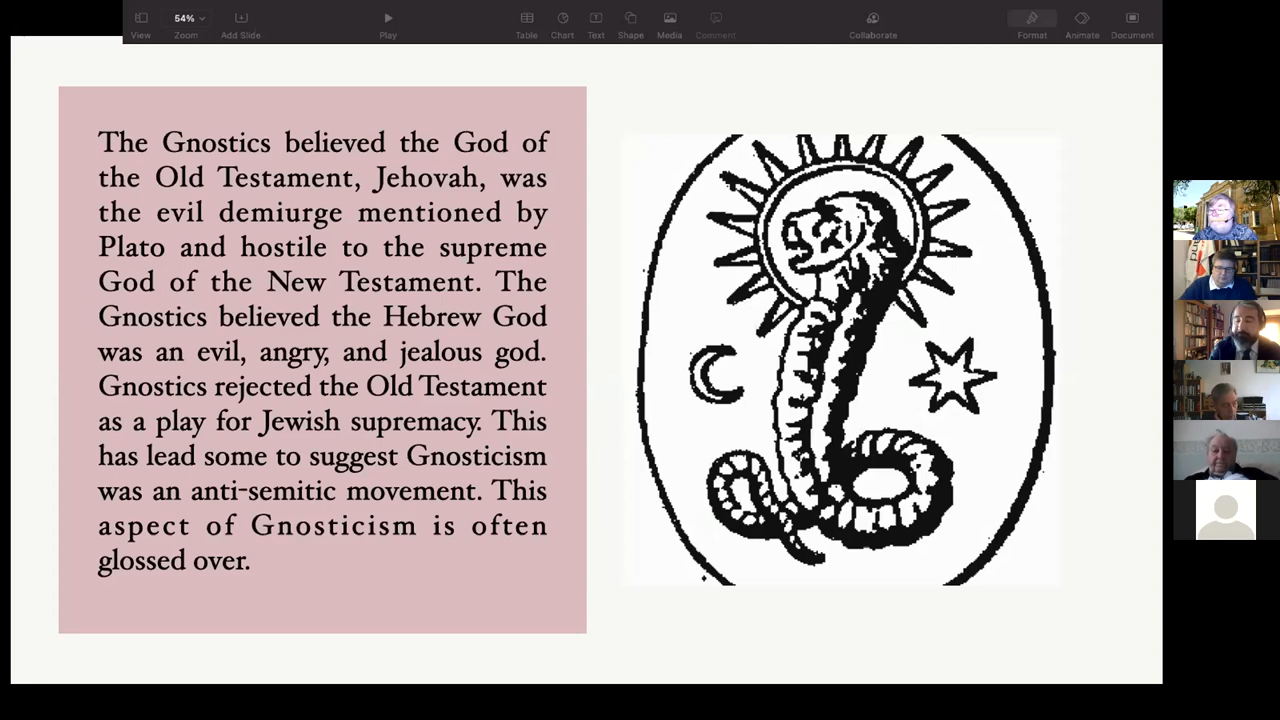 54%
View
Zoom
Add Slide
Play
Table
Chart
Text
Shape
Media
Comment
Collaborate
Format
Animate
Document
The Gnostics believed the God of
the Old Testament, Jehovah, was
the evil demiurge mentioned by
Plato and hostile to the supreme
God of the New Testament. The
Gnostics believed the Hebrew God
was an evil, angry, and jealous god.
Gnostics rejected the Old Testament
as a play for Jewish supremacy. This
has lead some to suggest Gnosticism
was an anti-semitic movement. This
aspect of Gnosticism is often
glossed over.